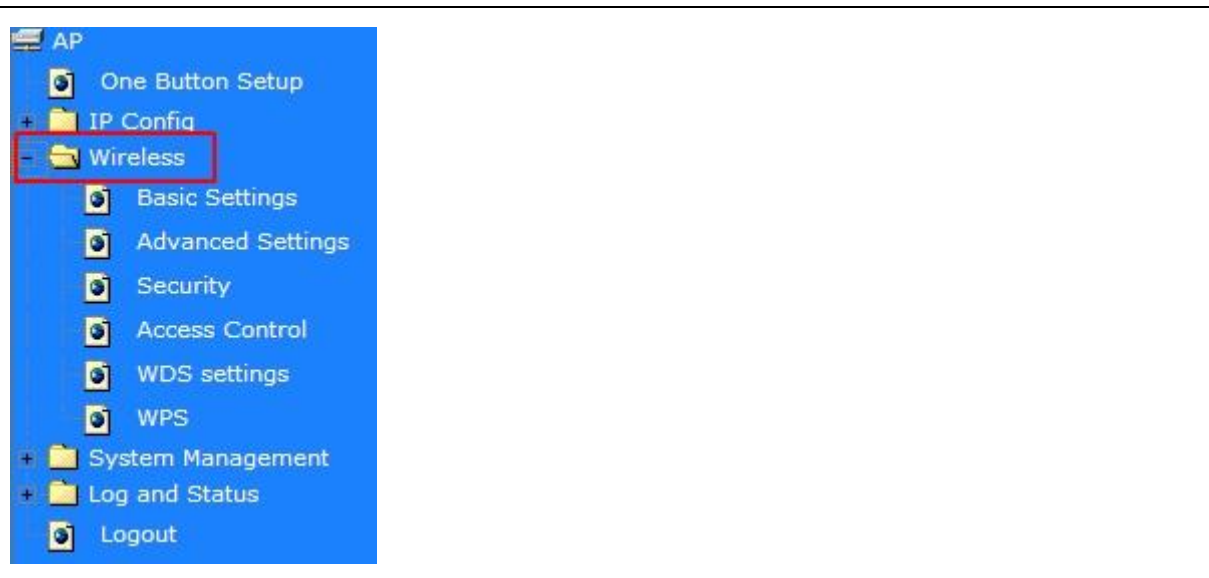 AP
One Button Setup
IP Config
Wireless
Basic Settings
Advanced Settings
Security
Access Control
WDS settings
WPS
System Management
Log and Status
Logout